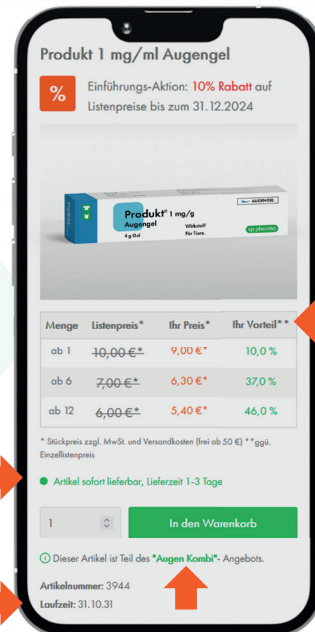 Produkt 1 mg/ml Augengel
%
Einführungs-Aktion: 10% Rabatt auf
Listenpreise bis zum 31.12.2024
AUGENGEL
Produkt® 1 mg/g
Augengel
Wirkstoff
4 g Gel
Für Tiere.
cp-pharma
Menge Listenpreis* Ihr Preis* Ihr Vorteil**
ab 1 10,00 €* 9,00 €* 10,0 %
ab 6 7,00 €* 6,30 €* 37,0 %
ab 12 6,00 €* 5,40 €* 46,0 %
* Stückpreis zzgl. MwSt. und Versandkosten (frei ab 50 €) **ggü.
Einzellistenpreis
Artikel sofort lieferbar, Lieferzeit 1-3 Tage
1
In den Warenkorb
Dieser Artikel ist Teil des "Augen Kombi"- Angebots.
Artikelnummer: 3944
Laufzeit: 31.10.31